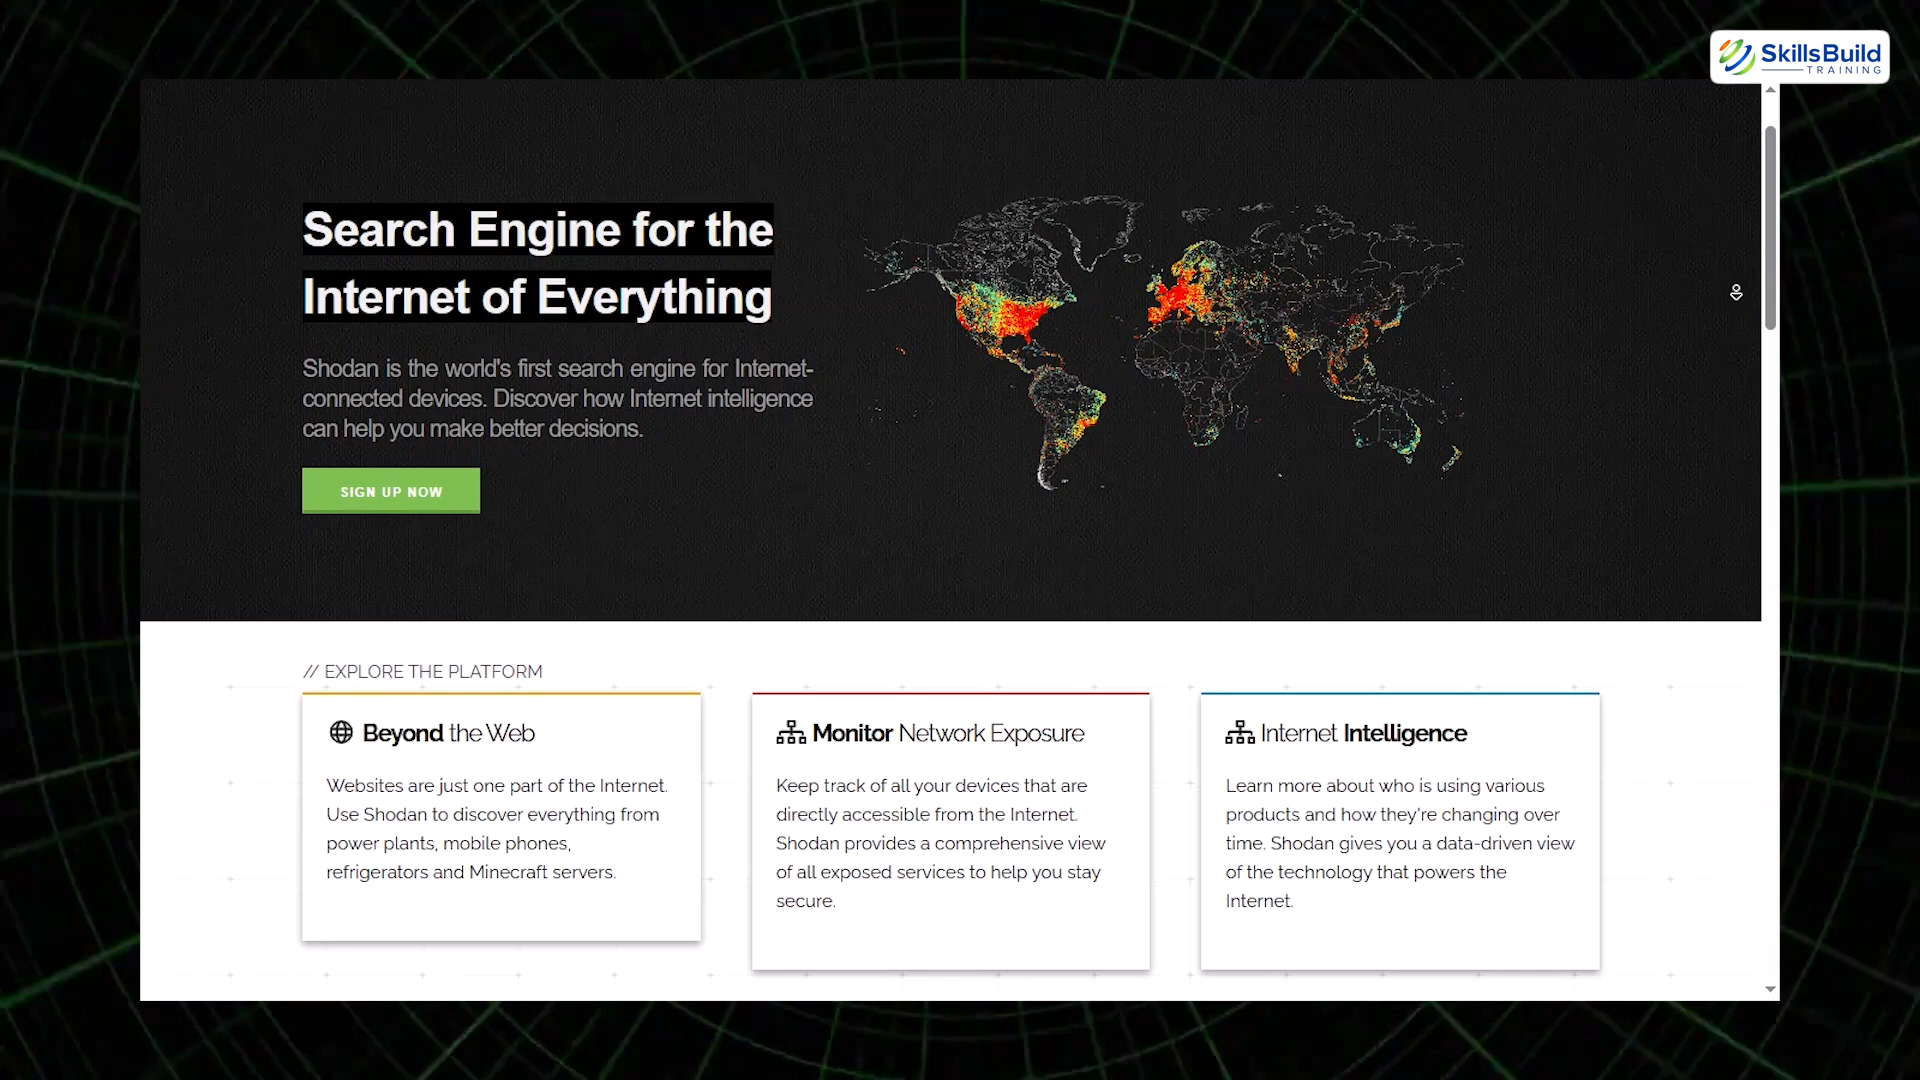 SkillsBuild
TRAINING
Search Engine for the
Internet of Everything
Shodan is the world's first search engine for Internet-
connected devices. Discover how Internet intelligence
can help you make better decisions.
SIGN UP NOW
// EXPLORE THE PLATFORM
Beyond the Web
Websites are just one part of the Internet.
Use Shodan to discover everything from
power plants, mobile phones,
refrigerators and Minecraft servers.
Monitor Network Exposure
Keep track of all your devices that are
directly accessible from the Internet.
Shodan provides a comprehensive view
of all exposed services to help you stay
secure.
Internet Intelligence
Learn more about who is using various
products and how they're changing over
time. Shodan gives you a data-driven view
of the technology that powers the
Internet.